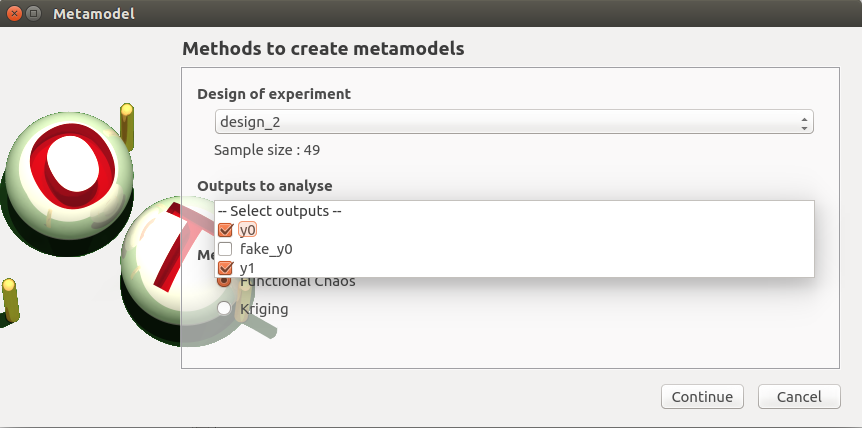 Metamodel
Methods to create metamodels
Design of experiment
design_2
Sample size : 49
Outputs to analyse
-- Select outputs --
y0
fake_y0
y1
Functional Chaos
Kriging
Continue
Cancel